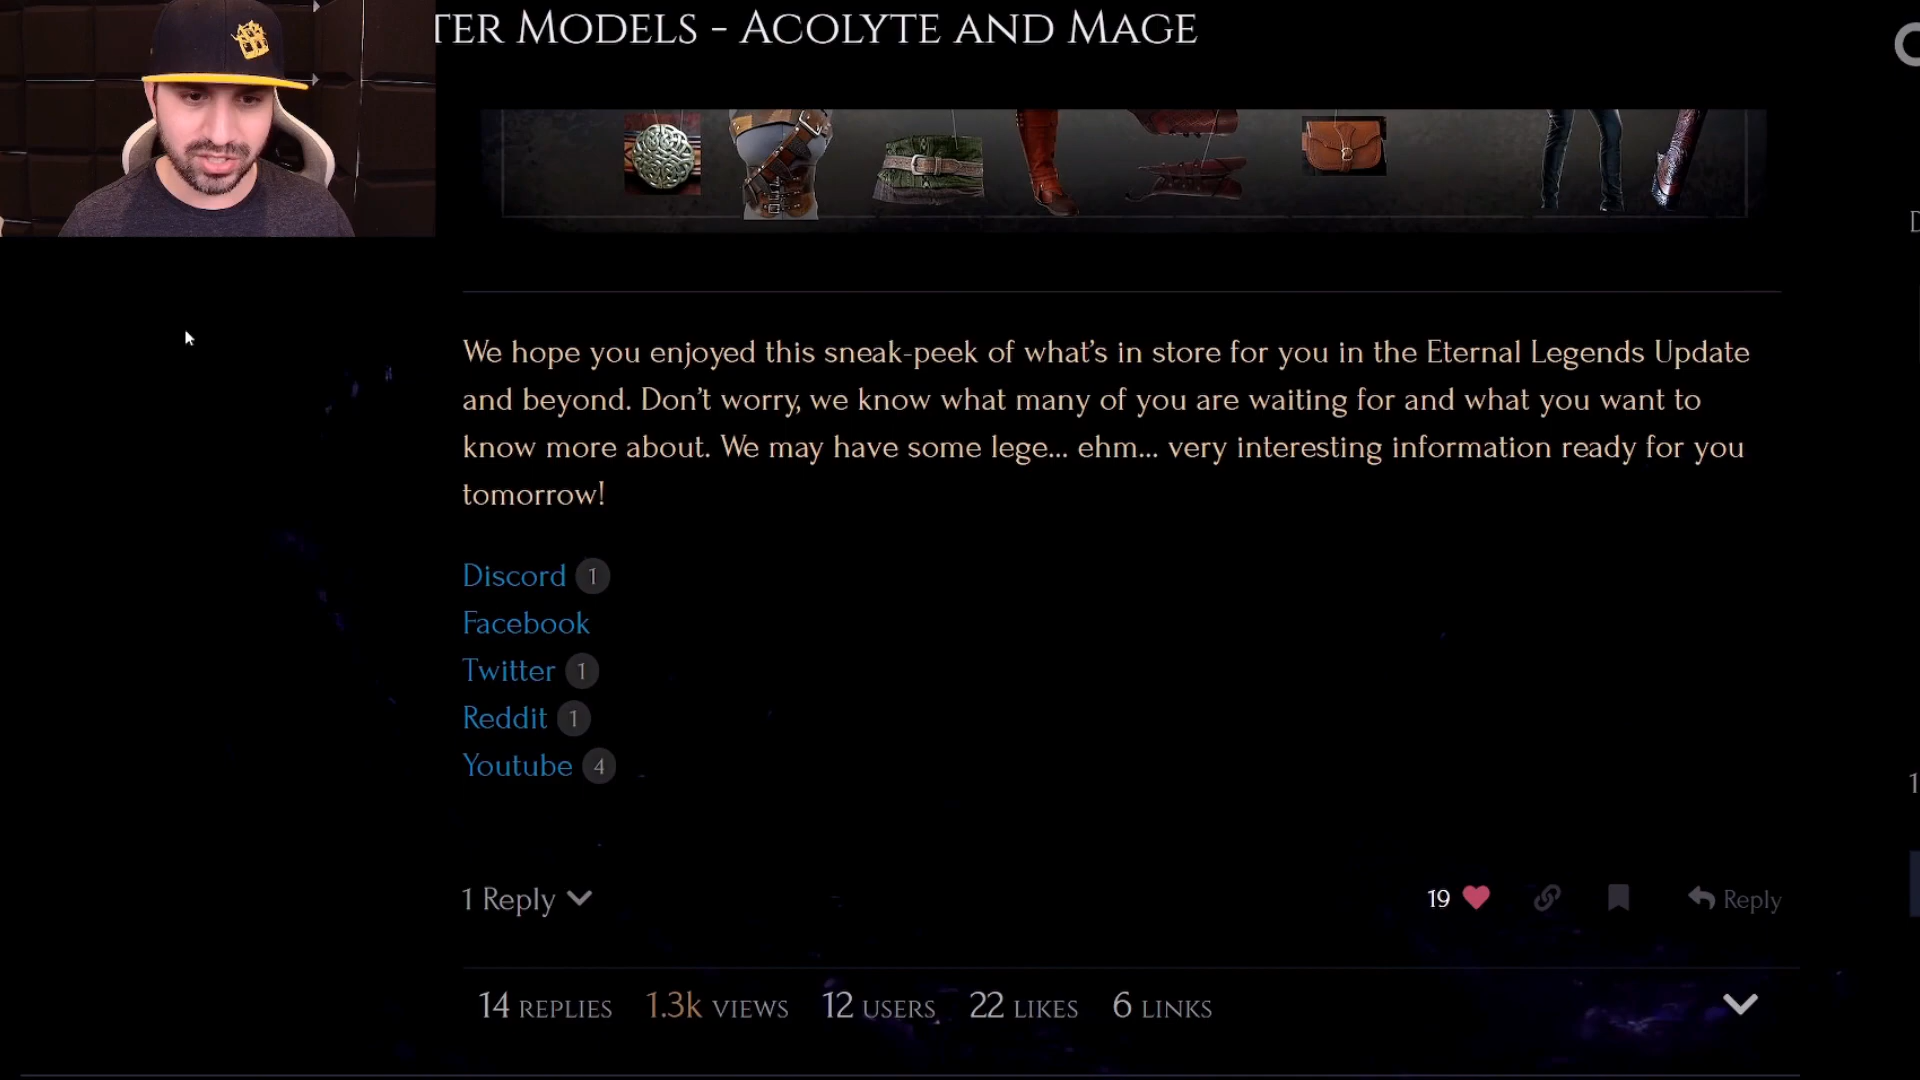 TER MODELS - ACOLYTE AND MAGE
We hope you enjoyed this sneak-peek of what's in store for you in the Eternal Legends Update
and beyond. Don't worry, we know what many of you are waiting for and what you want to
know more about. We may have some lege... ehm... very interesting information ready for you
tomorrow!
Discord 1
Facebook
Twitter 1
Reddit 1
Youtube 4
1 Reply
19
Reply
14 REPLIES 1.3k VIEWS 12 USERS 22 LIKES 6 LINKS